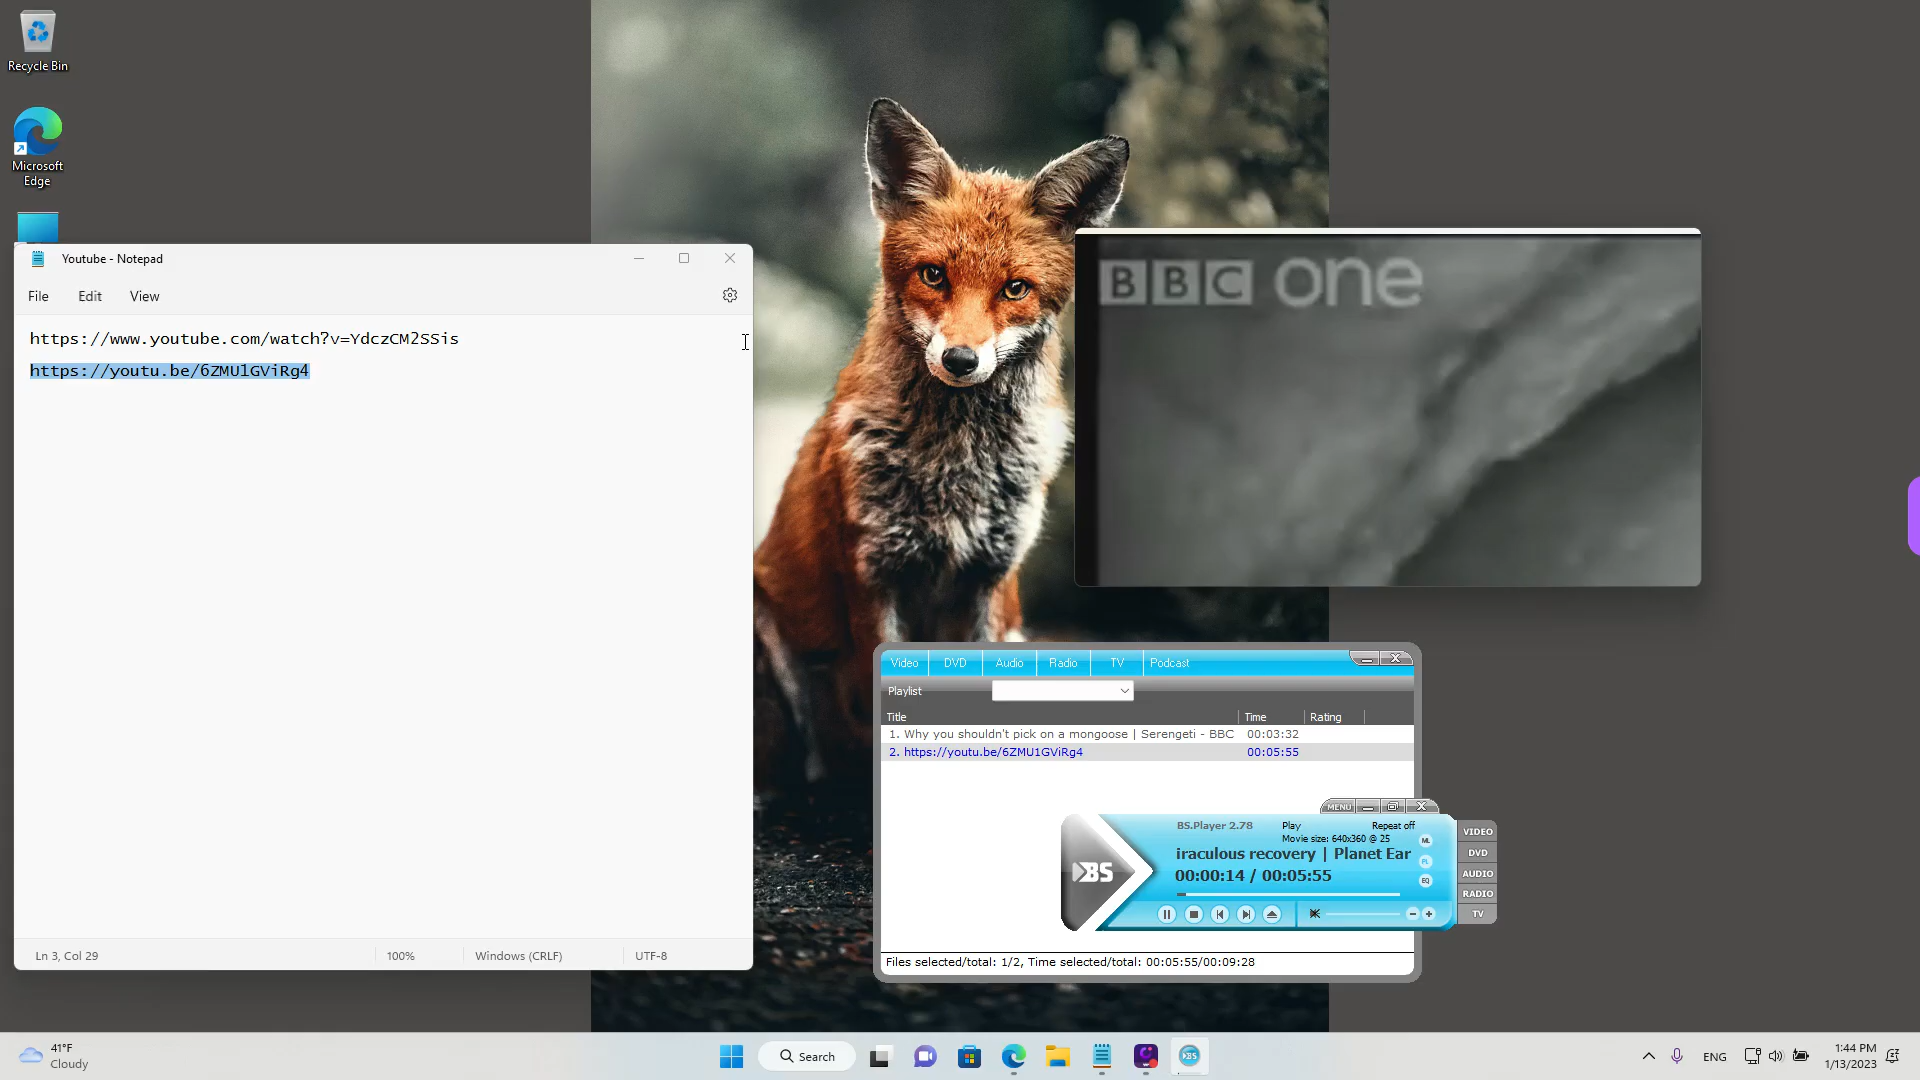 Recycle Bin
Microsoft
Edge
Youtube - Notepad
File Edit View
https://www.youtube.com/watch?v=YdczCM2SSis
https://youtu.be/6ZMU1GViRg4
Ln 3, Col 29 100% Windows (CRLF) UTF-8
BBC one
Video DVD Audio Radio TV Podcast
Playlist
Title Time Rating
1. Why you shouldn't pick on a mongoose | Serengeti - BBC 00:03:32
2. https://youtu.be/6ZMU1GViRg4 00:05:55
MENU
BS.Player 2.78 Play Repeat off
Movie size: 640x360 @ 25
iraculous recovery | Planet Ear
00:00:14 / 00:05:55
BS
ML
PL
EQ
VIDEO
DVD
AUDIO
RADIO
TV
Files selected/total: 1/2, Time selected/total: 00:05:55/00:09:28
41°F
Cloudy
Search
BS
ENG
1:44 PM
1/13/2023